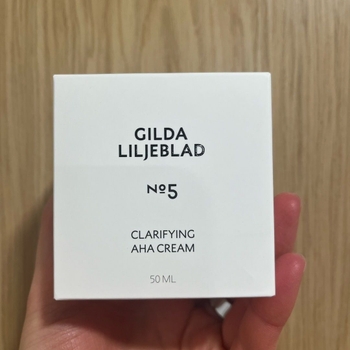 GILDA
LILJEBLAD
Nº5
CLARIFYING
AHA CREAM
50 ML